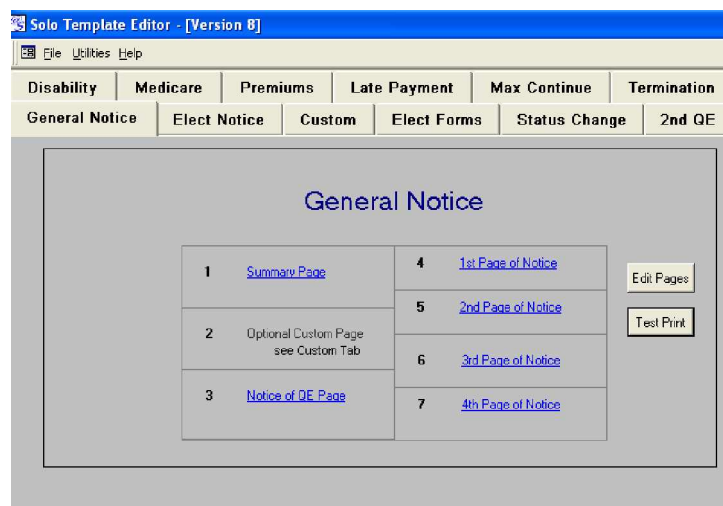 Solo Template Editor - [Version 8]
File Utilities Help
Disability Medicare Premiums Late Payment Max Continue Termination
General Notice Elect Notice Custom Elect Forms Status Change 2nd QE
General Notice
1 Summary Page
2 Optional Custom Page
see Custom Tab
3 Notice of QE Page
4 1st Page of Notice
5 2nd Page of Notice
6 3rd Page of Notice
7 4th Page of Notice
Edit Pages
Test Print